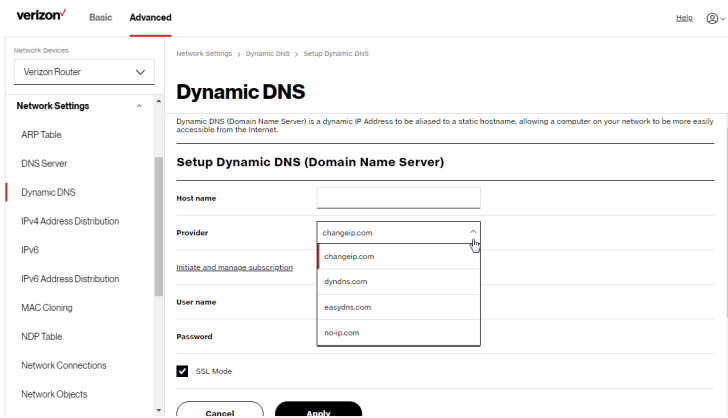 verizon✓ Basic Advanced Help
Network Devices
Verizon Router
Network Settings
ARP Table
DNS Server
Dynamic DNS
IPv4 Address Distribution
IPv6
IPv6 Address Distribution
MAC Cloning
NDP Table
Network Connections
Network Objects
Network Settings > Dynamic DNS > Setup Dynamic DNS
Dynamic DNS
Dynamic DNS (Domain Name Server) is a dynamic IP Address to be aliased to a static hostname, allowing a computer on your network to be more easily
accessible from the Internet.
Setup Dynamic DNS (Domain Name Server)
Host name
Provider changeip.com
changeip.com
Initiate and manage subscription
dyndns.com
User name
easydns.com
Password
no-ip.com
SSL Mode
Cancel Apply